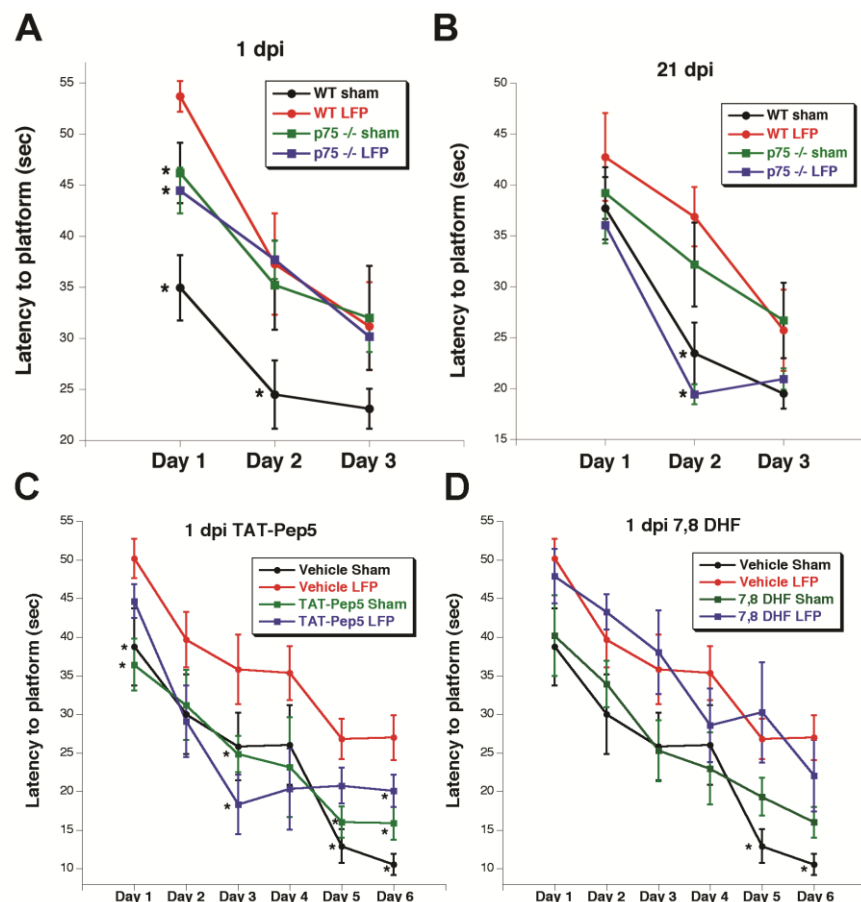 A
1 dpi
WT sham
WT LFP
p75 -/- sham
p75 -/- LFP
Latency to platform (sec)
55
50
45
40
35
30
25
20
*
*
*
*
Day 1 Day 2 Day 3
B
21 dpi
WT sham
WT LFP
p75 -/- sham
p75 -/- LFP
Latency to platform (sec)
50
45
40
35
30
25
20
15
*
*
Day 1 Day 2 Day 3
C
1 dpi TAT-Pep5
Vehicle Sham
Vehicle LFP
TAT-Pep5 Sham
TAT-Pep5 LFP
Latency to platform (sec)
55
50
45
40
35
30
25
20
15
10
*
*
*
*
*
*
*
*
Day 1 Day 2 Day 3 Day 4 Day 5 Day 6
D
1 dpi 7,8 DHF
Vehicle Sham
Vehicle LFP
7,8 DHF Sham
7,8 DHF LFP
Latency to platform (sec)
55
50
45
40
35
30
25
20
15
10
*
*
Day 1 Day 2 Day 3 Day 4 Day 5 Day 6